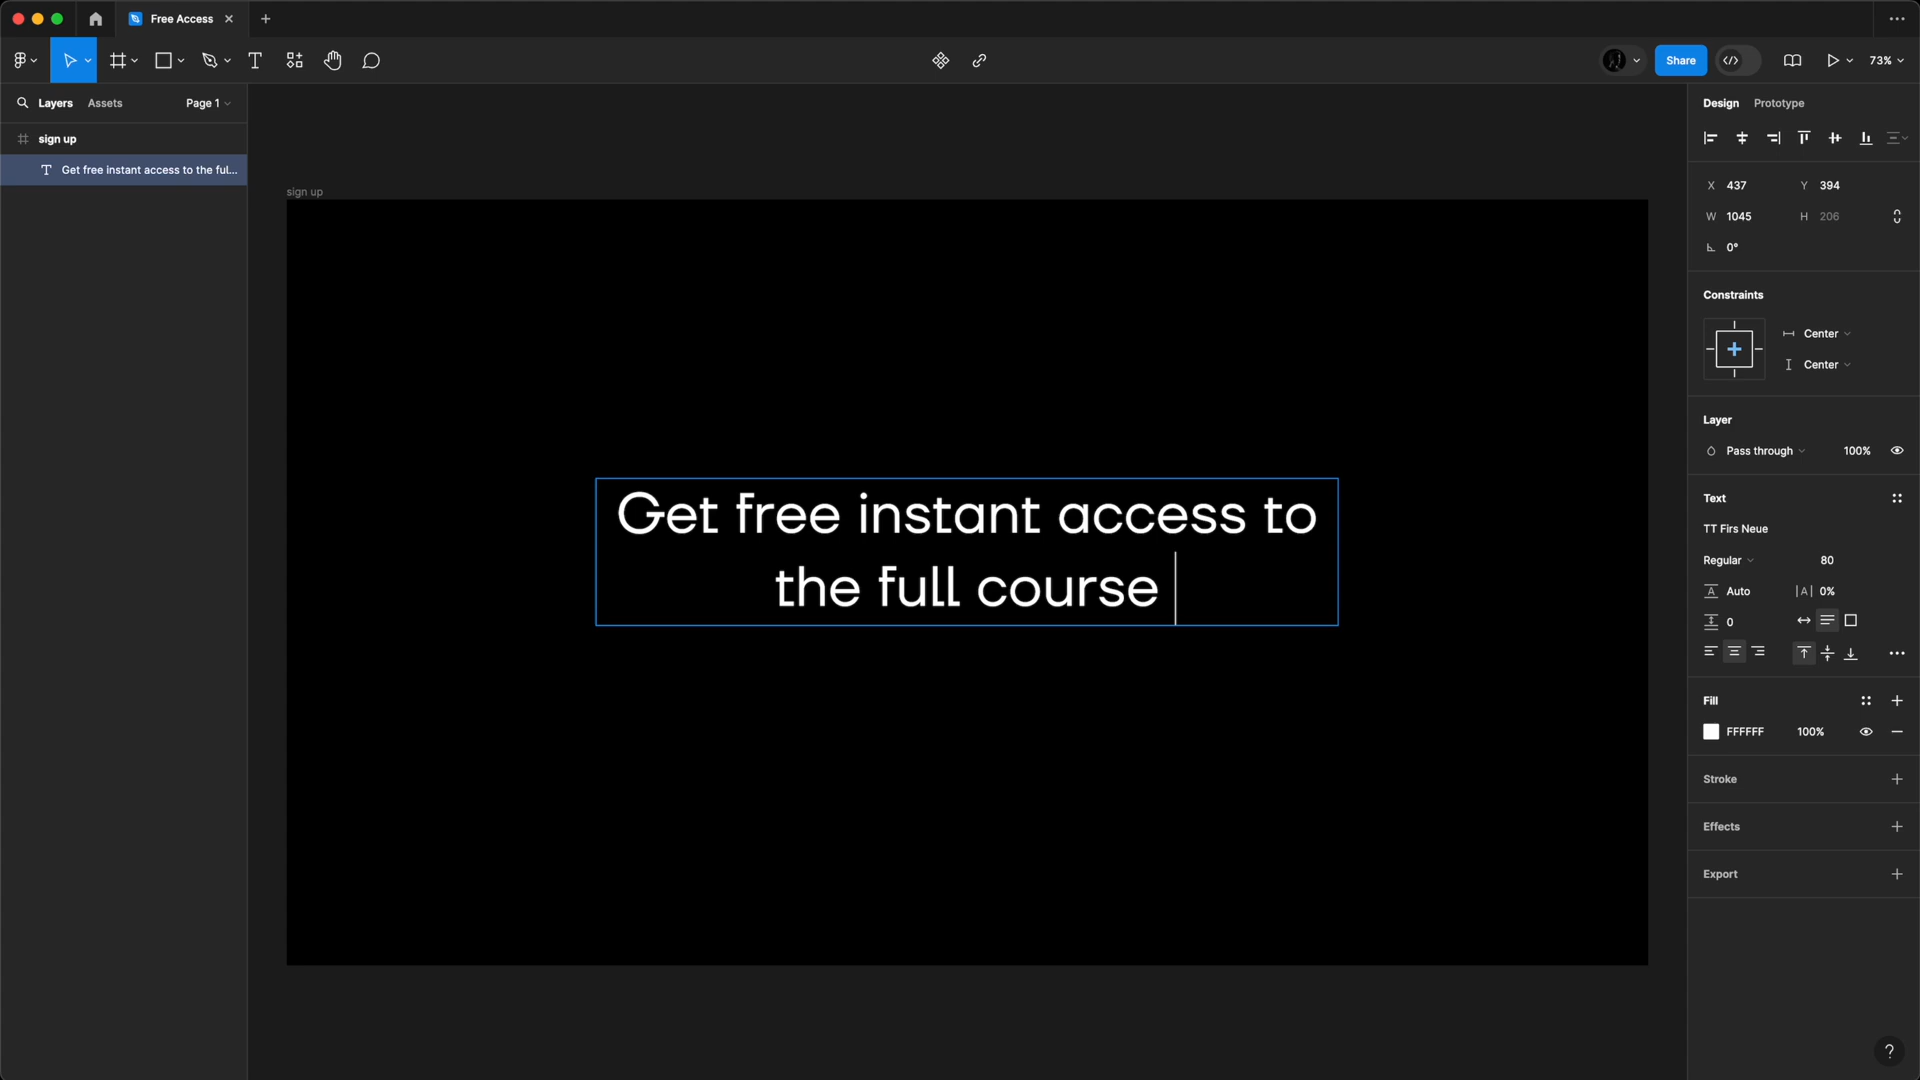 Free Access
Share
73%
Layers
Assets
Page 1
sign up
Get free instant access to the ful...
sign up
Get free instant access to
the full course
Design
Prototype
X 437
Y 394
W 1045
H 206
0°
Constraints
Center
Center
Layer
Pass through
100%
Text
TT Firs Neue
Regular
80
Auto
|A| 0%
0
Fill
FFFFFF
100%
Stroke
Effects
Export
?